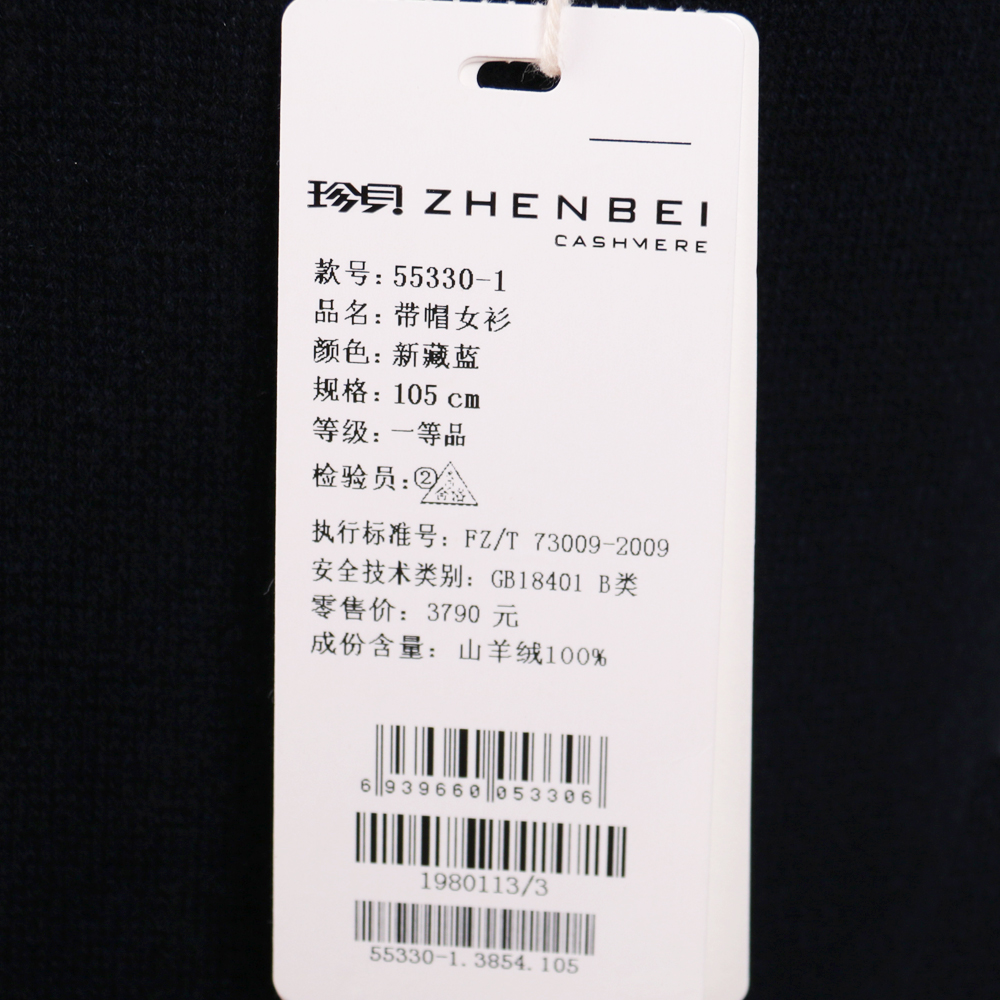 珍贝 ZHENBEI
CASHMERE
款号: 55330-1
品名: 带帽女衫
颜色: 新藏蓝
规格: 105 cm
等级: 一等品
检验员: ②
执行标准号: FZ/T 73009-2009
安全技术类别: GB18401 B类
零售价: 3790 元
成份含量: 山羊绒100%
6 939660 053306
1980113/3
55330-1.3854.105